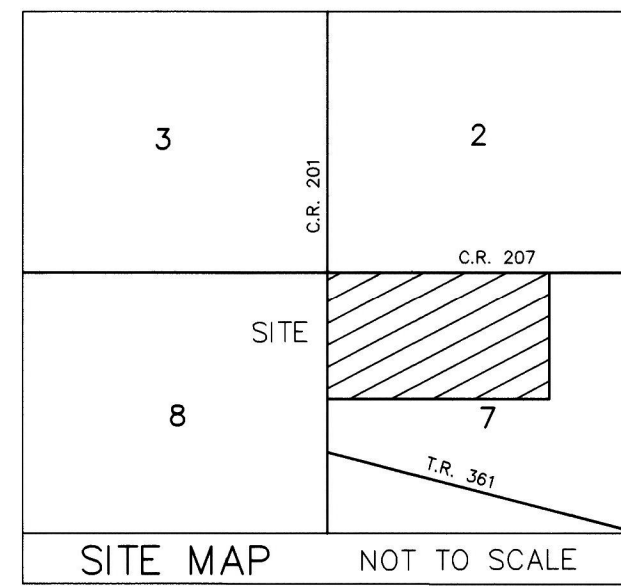 3
2
C.R. 201
C.R. 207
SITE
8
7
T.R. 361
SITE MAP
NOT TO SCALE